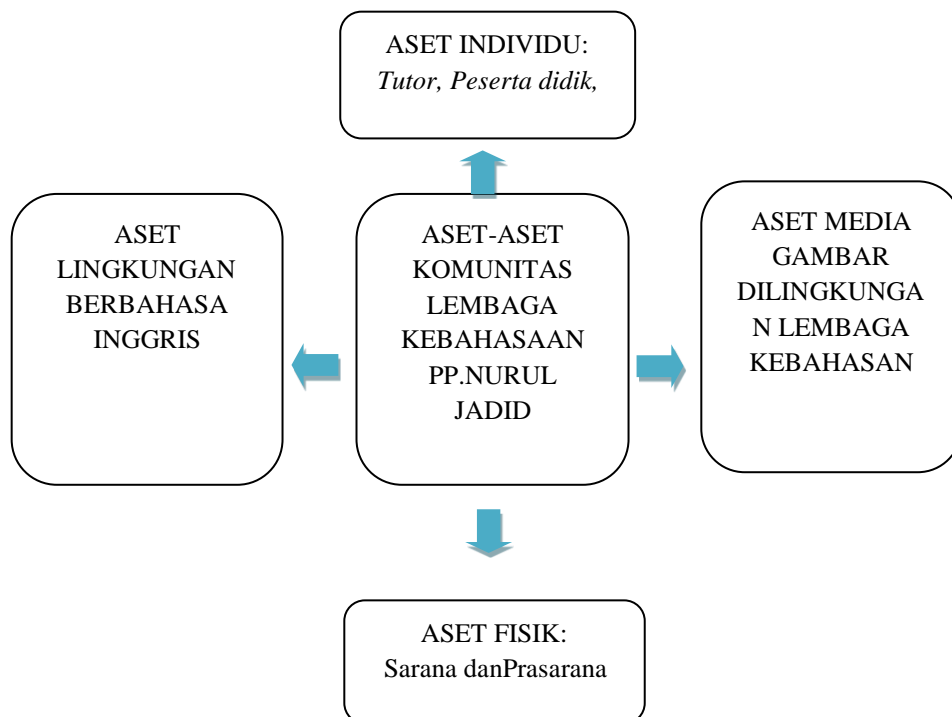 ASET INDIVIDU:
Tutor, Peserta didik,
ASET
LINGKUNGAN
BERBAHASA
INGGRIS
ASET-ASET
KOMUNITAS
LEMBAGA
KEBAHASAAN
PP.NURUL
JADID
ASET MEDIA
GAMBAR
DILINGKUNGA
N LEMBAGA
KEBAHASAN
ASET FISIK:
Sarana danPrasarana